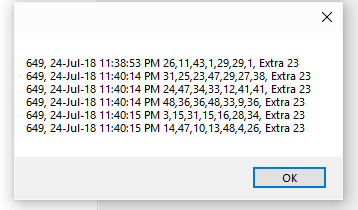 649, 24-Jul-18 11:38:53 PM 26,11,43,1,29,29,1, Extra 23
649, 24-Jul-18 11:40:14 PM 31,25,23,47,29,27,38, Extra 23
649, 24-Jul-18 11:40:14 PM 24,47,34,33,12,41,41, Extra 23
649, 24-Jul-18 11:40:14 PM 48,36,36,48,33,9,36, Extra 23
649, 24-Jul-18 11:40:15 PM 3,15,31,15,16,28,34, Extra 23
649, 24-Jul-18 11:40:15 PM 14,47,10,13,48,4,26, Extra 23
OK